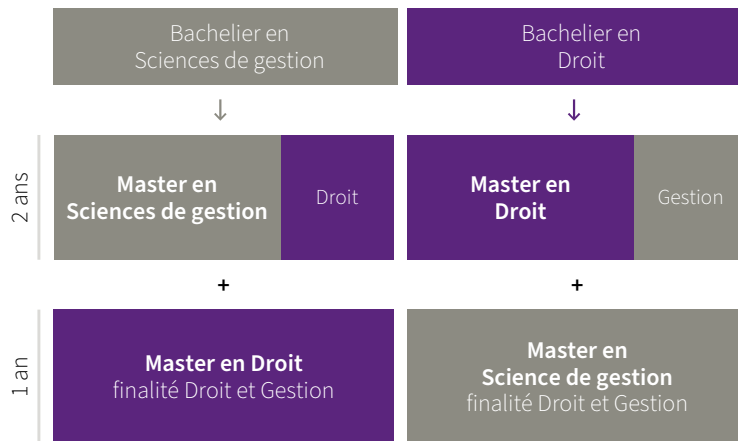 Bachelier en
Sciences de gestion
Bachelier en
Droit
↓
↓
2 ans
Master en
Sciences de gestion
Droit
Master en
Droit
Gestion
+
+
1 an
Master en Droit
finalité Droit et Gestion
Master en
Science de gestion
finalité Droit et Gestion